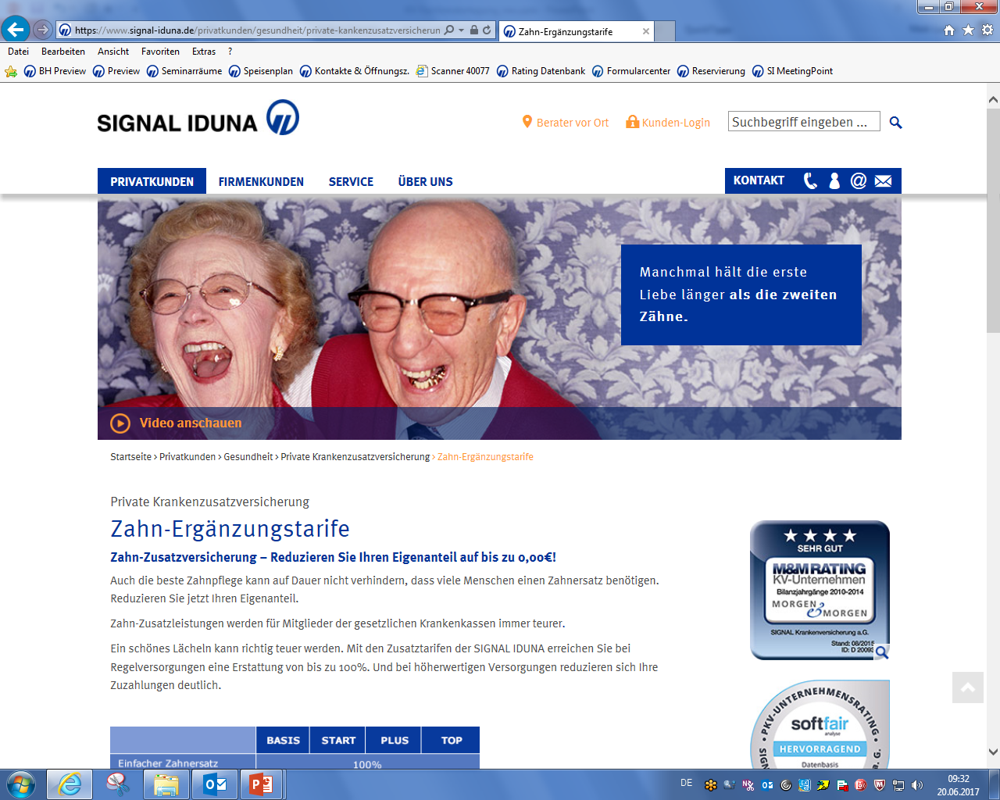 https://www.signal-iduna.de/privatkunden/gesundheit/private-kankenzusatzversicherun
Zahn-Ergänzungstarife
Datei Bearbeiten Ansicht Favoriten Extras ?
BH Preview Preview Seminarräume Speisenplan Kontakte & Öffnungsz. Scanner 40077 Rating Datenbank Formularcenter Reservierung SI MeetingPoint
SIGNAL IDUNA
Berater vor Ort Kunden-Login Suchbegriff eingeben ...
PRIVATKUNDEN FIRMENKUNDEN SERVICE ÜBER UNS KONTAKT
Manchmal hält die erste
Liebe länger als die zweiten
Zähne.
Video anschauen
Startseite > Privatkunden > Gesundheit > Private Krankenzusatzversicherung > Zahn-Ergänzungstarife
Private Krankenzusatzversicherung
Zahn-Ergänzungstarife
Zahn-Zusatzversicherung – Reduzieren Sie Ihren Eigenanteil auf bis zu 0,00€!
Auch die beste Zahnpflege kann auf Dauer nicht verhindern, dass viele Menschen einen Zahnersatz benötigen.
Reduzieren Sie jetzt Ihren Eigenanteil.
Zahn-Zusatzleistungen werden für Mitglieder der gesetzlichen Krankenkassen immer teurer.
Ein schönes Lächeln kann richtig teuer werden. Mit den Zusatztarifen der SIGNAL IDUNA erreichen Sie bei
Regelversorgungen eine Erstattung von bis zu 100%. Und bei höherwertigen Versorgungen reduzieren sich Ihre
Zuzahlungen deutlich.
BASIS START PLUS TOP
Einfacher Zahnersatz 100%
SEHR GUT
M&M RATING
KV-Unternehmen
Bilanzjahrgänge 2010-2014
MORGEN & MORGEN
SIGNAL Krankenversicherung a.G.
Stand: 08/2015
ID: D 2009
PKV-UNTERNEHMENSRATING
softfair
analyse
HERVORRAGEND
Datenbasis
DE
09:32
20.06.2017